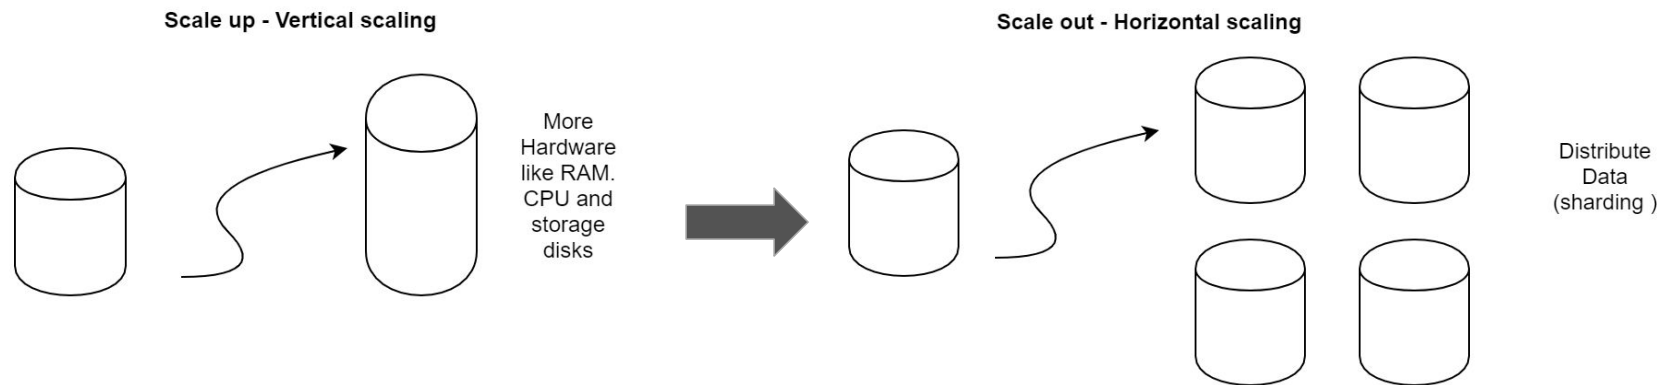 Scale up - Vertical scaling
More
Hardware
like RAM.
CPU and
storage
disks
Scale out - Horizontal scaling
Distribute
Data
(sharding )